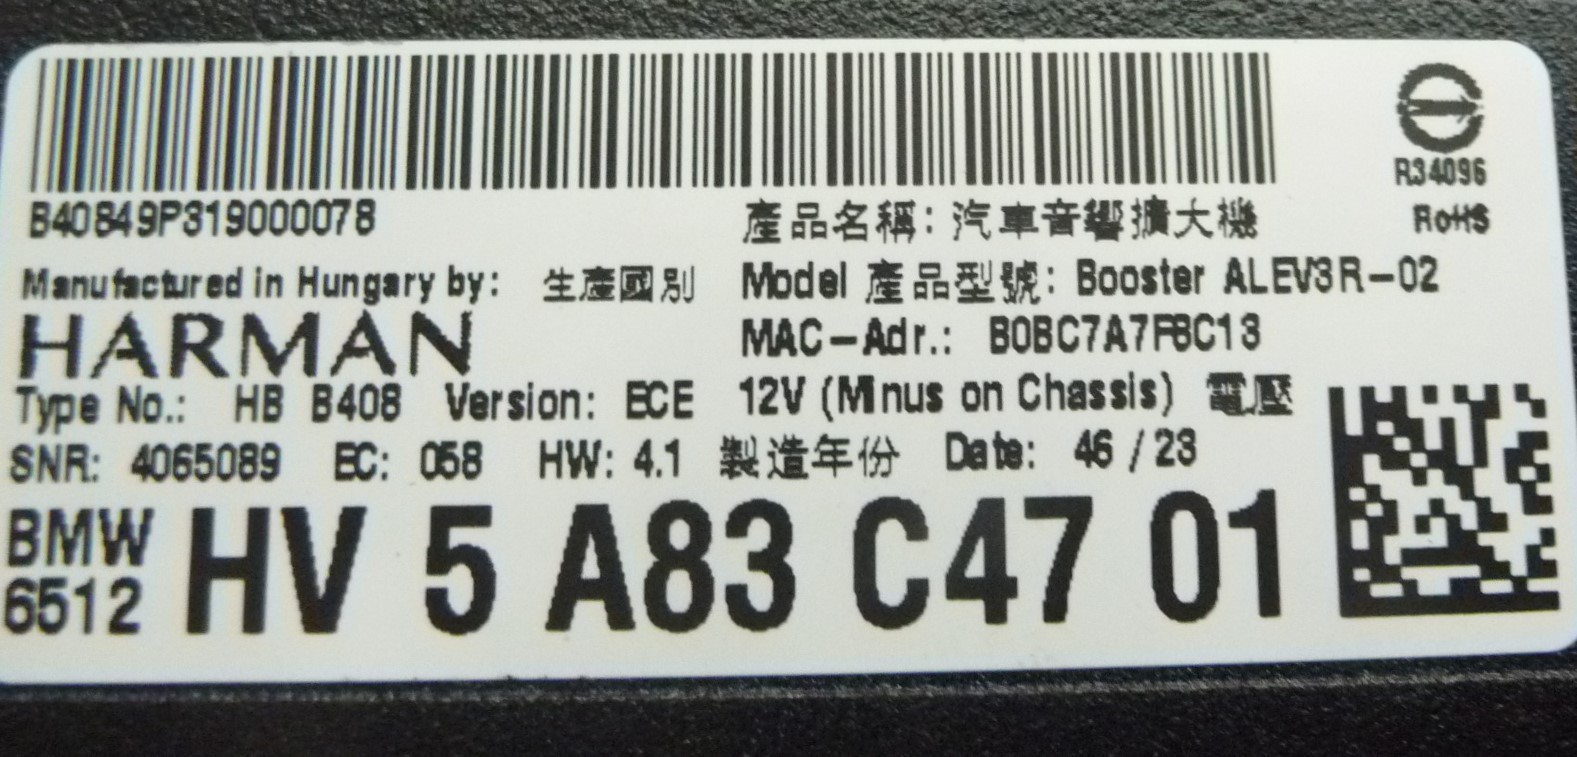 B40849P319000078
R34096
RoHS
產品名稱: 汽車音響擴大機
Manufactured in Hungary by: 生產國別
Model 產品型號: Booster ALEV3R-02
HARMAN
MAC-Adr.: B0BC7A7F8C13
Type No.: HB B408 Version: ECE
12V (Minus on Chassis) 電壓
SNR: 4065089 EC: 058 HW: 4.1 製造年份 Date: 46 / 23
BMW
6512
HV 5 A83 C47 01